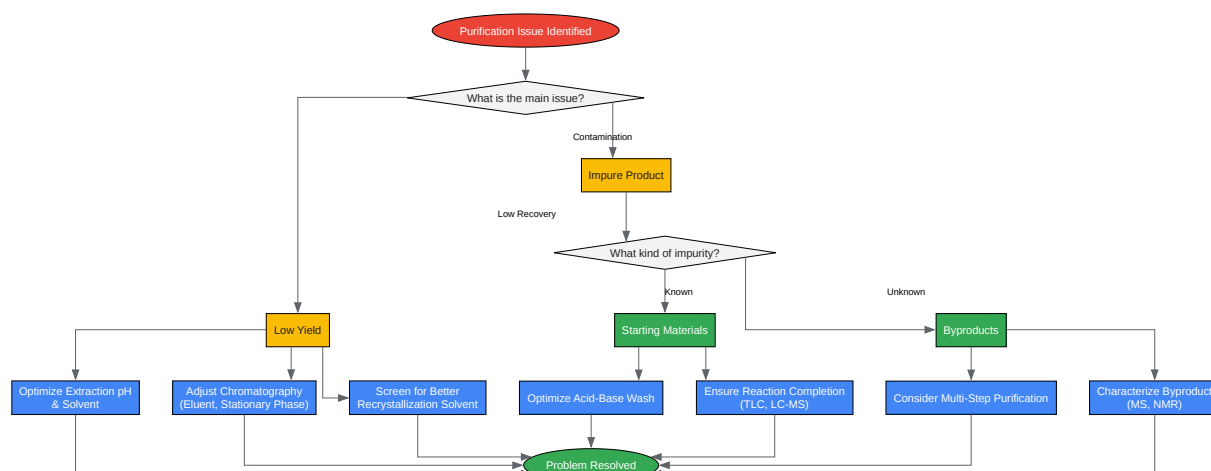 Purification Issue Identified
What is the main issue?
Contamination
Impure Product
Low Recovery
What kind of impurity?
Known
Unknown
Low Yield
Starting Materials
Byproducts
Optimize Extraction pH
& Solvent
Adjust Chromatography
(Eluent, Stationary Phase)
Screen for Better
Recrystallization Solvent
Optimize Acid-Base Wash
Ensure Reaction Completion
(TLC, LC-MS)
Consider Multi-Step Purification
Characterize Byproduct
(MS, NMR)
Problem Resolved